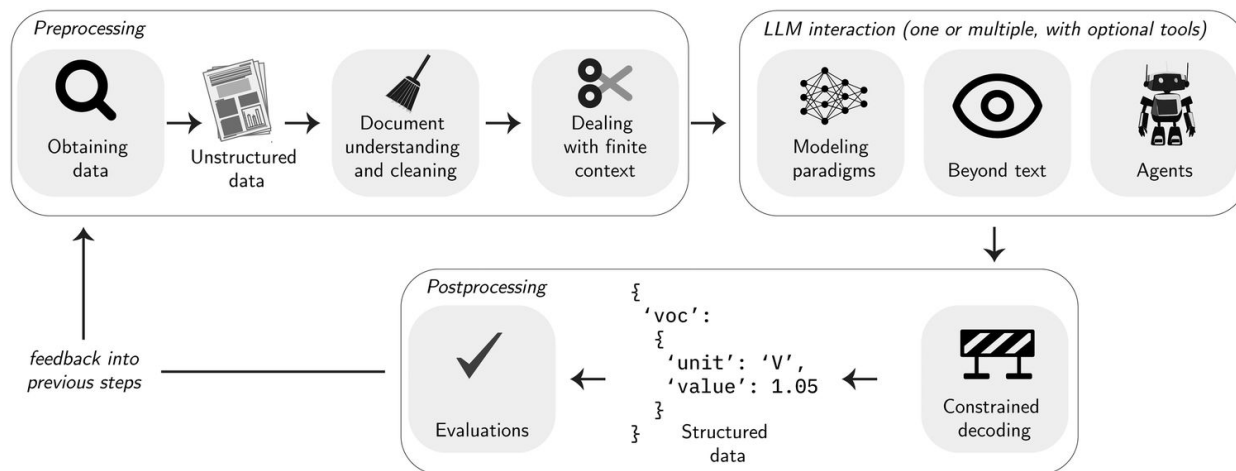 Preprocessing
Obtaining
data
Unstructured
data
Document
understanding
and cleaning
Dealing
with finite
context
LLM interaction (one or multiple, with optional tools)
Modeling
paradigms
Beyond text
Agents
Postprocessing
Evaluations
{
‘voc’:
{
‘unit’: ‘V’,
‘value’: 1.05
}
}
Structured
data
Constrained
decoding
feedback into
previous steps